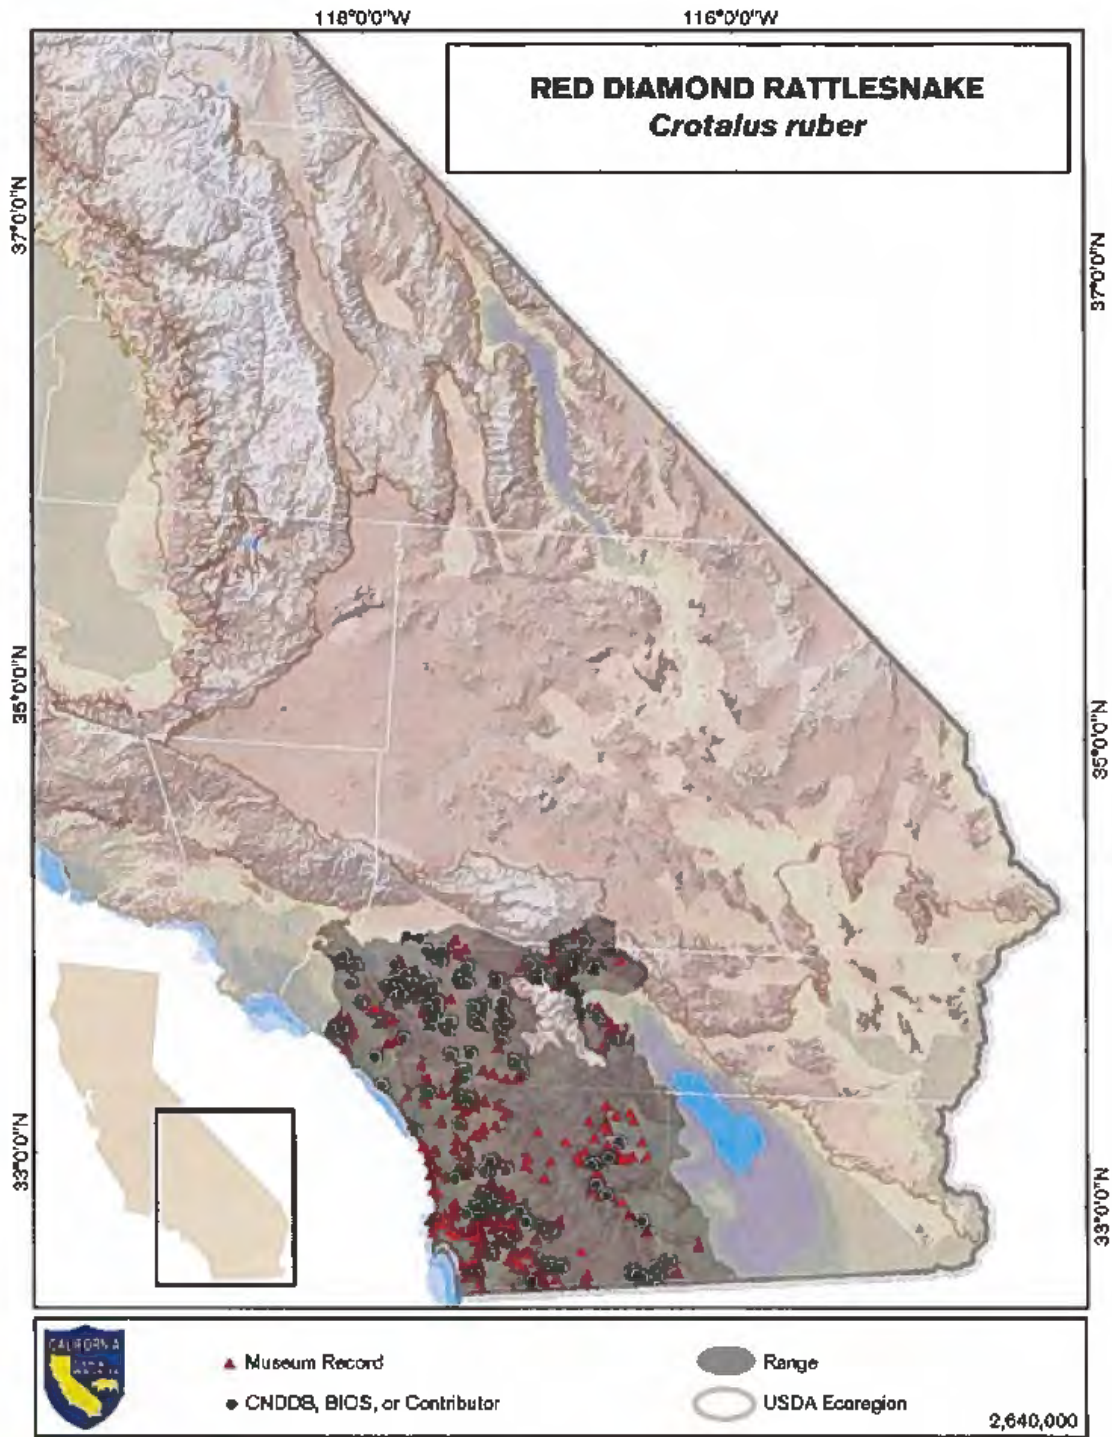 118°0'0"W
116°0'0"W
RED DIAMOND RATTLESNAKE
Crotalus ruber
37°0'0"N
37°0'0"N
35°0'0"N
35°0'0"N
33°0'0"N
33°0'0"N
CALIFORNIA
Museum Record
CNDDB, BIOS, or Contributor
Range
USDA Ecoregion
2,640,000